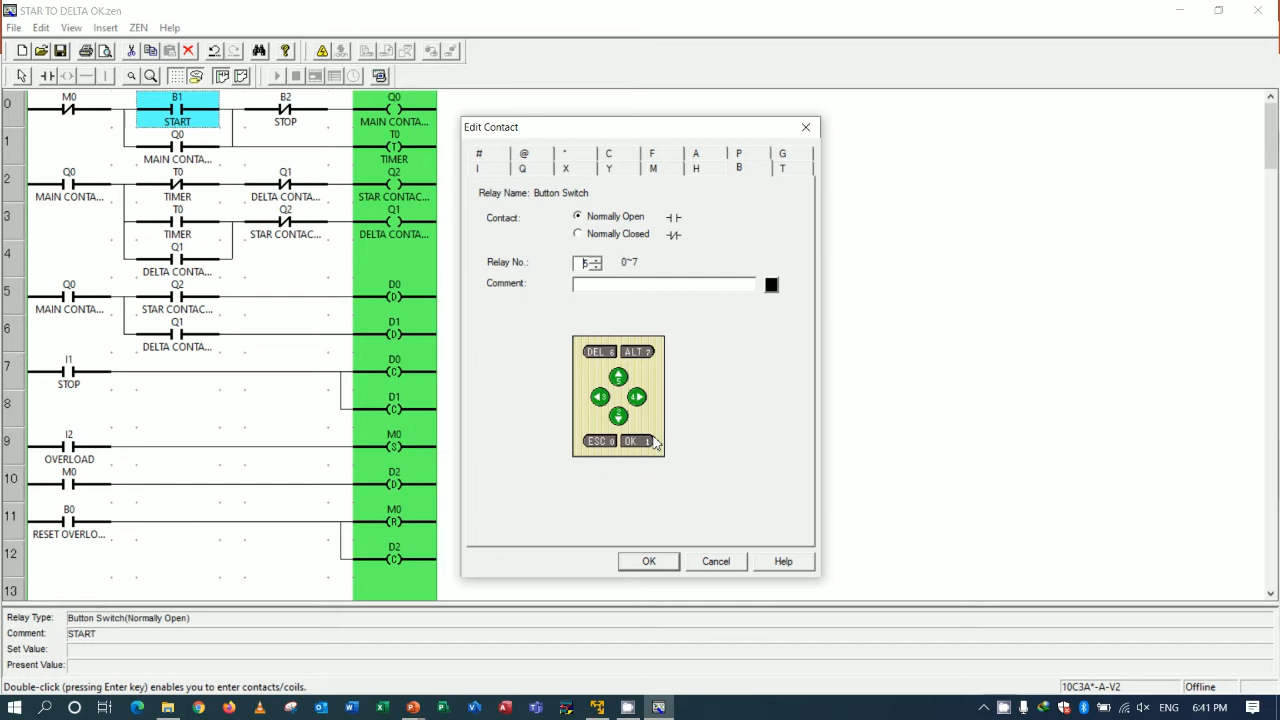 STAR TO DELTA OK.zen
File Edit View Insert ZEN Help
0 M0 B1 B2 Q0
START STOP MAIN CONTA...
1 Q0 T0
MAIN CONTA... TIMER
2 Q0 T0 Q1 Q2
MAIN CONTA... TIMER DELTA CONTA... STAR CONTAC...
3 T0 Q2 Q1
TIMER STAR CONTAC... DELTA CONTA...
4 Q1
DELTA CONTA...
5 Q0 Q2 D0
MAIN CONTA... STAR CONTAC...
6 Q1 D1
DELTA CONTA...
7 I1 D0
STOP
8 D1
9 I2 M0
OVERLOAD
10 M0 D2
11 B0 M0
RESET OVERLO...
12 D2
13
Edit Contact
# @ * C F A P G
I Q X Y M H B T
Relay Name: Button Switch
Contact: Normally Open
Normally Closed
Relay No.: 5 0~7
Comment:
DEL 6 ALT 7
5
3 4
2
ESC 0 OK 1
OK Cancel Help
Relay Type: Button Switch(Normally Open)
Comment: START
Set Value:
Present Value:
Double-click (pressing Enter key) enables you to enter contacts/coils. 10C3A*-A-V2 Offline
ENG 6:41 PM